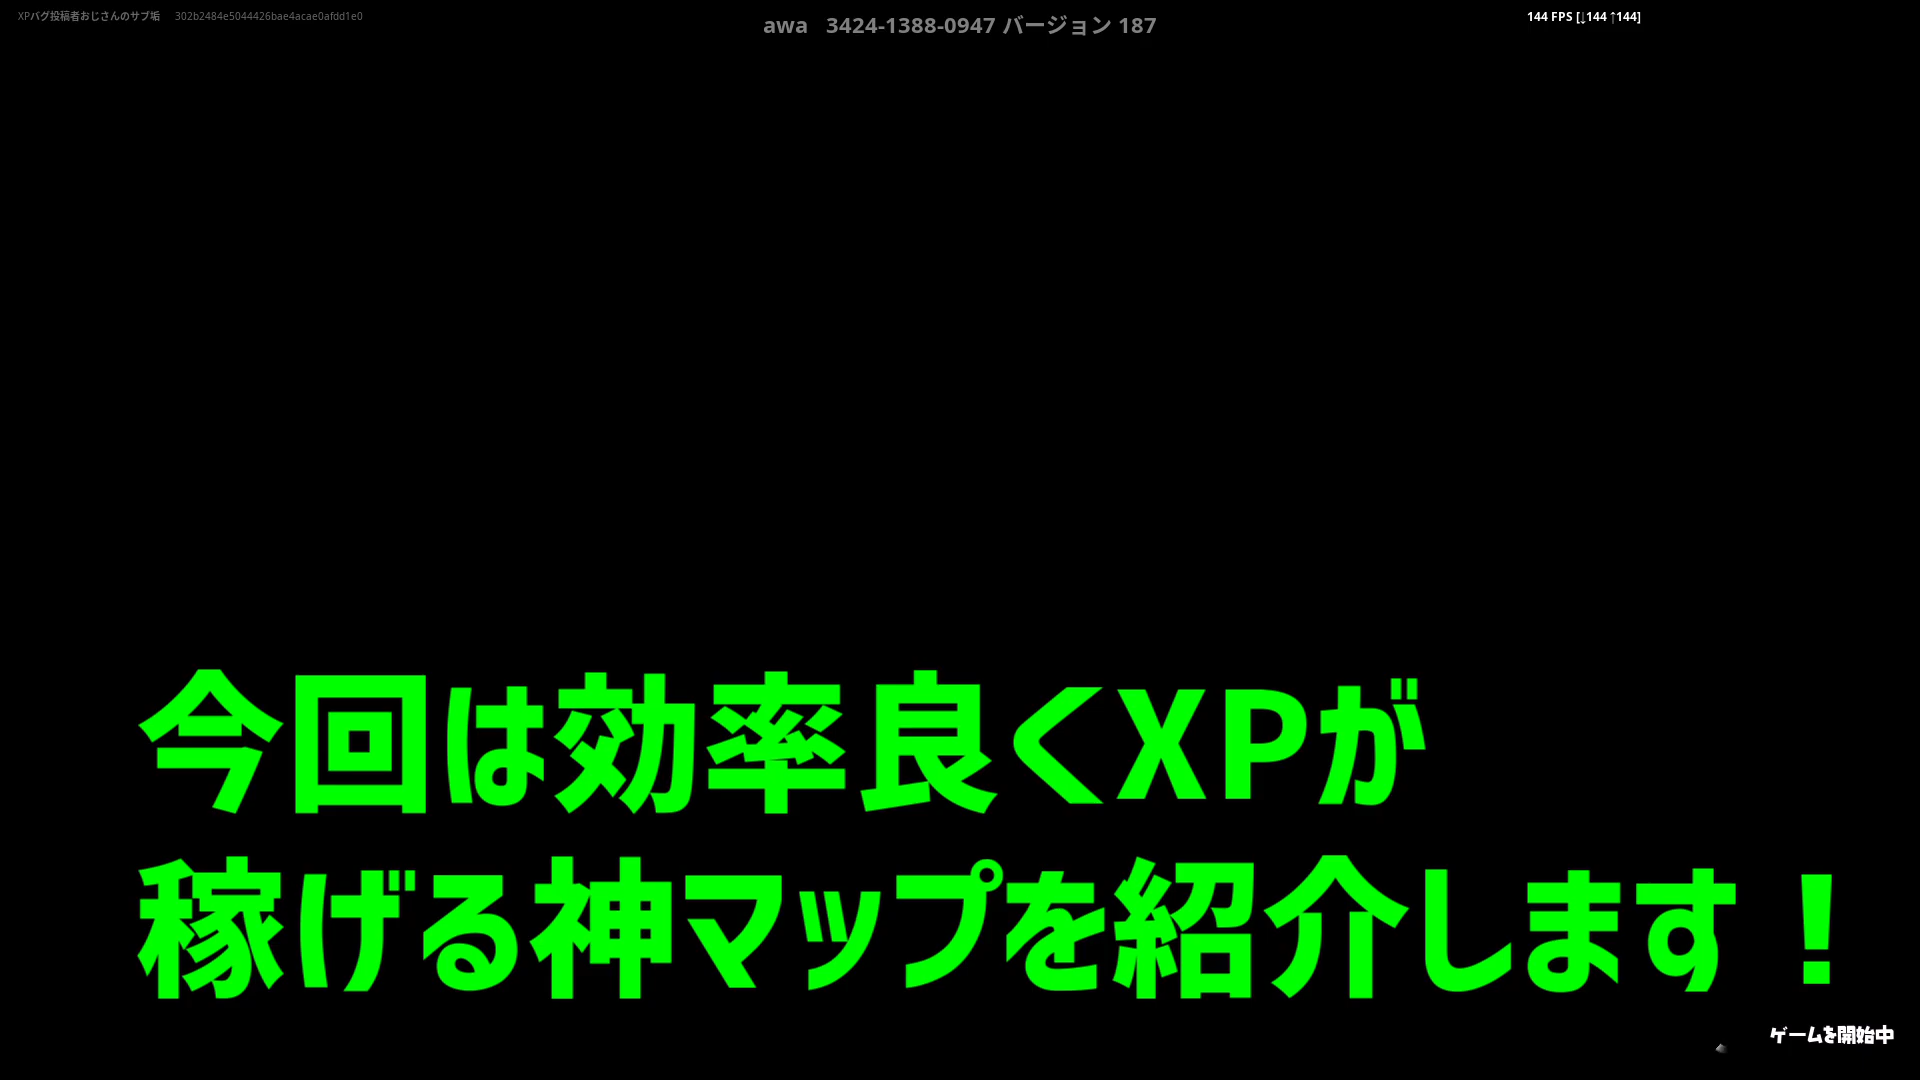 XPバグ投稿者おじさんのサブ垢 302b2484e5044426bae4acae0afdd1e0
awa 3424-1388-0947 バージョン 187
144 FPS [↓144 ↑144]
今回は効率良くXPが
稼げる神マップを紹介します！
ゲームを開始中